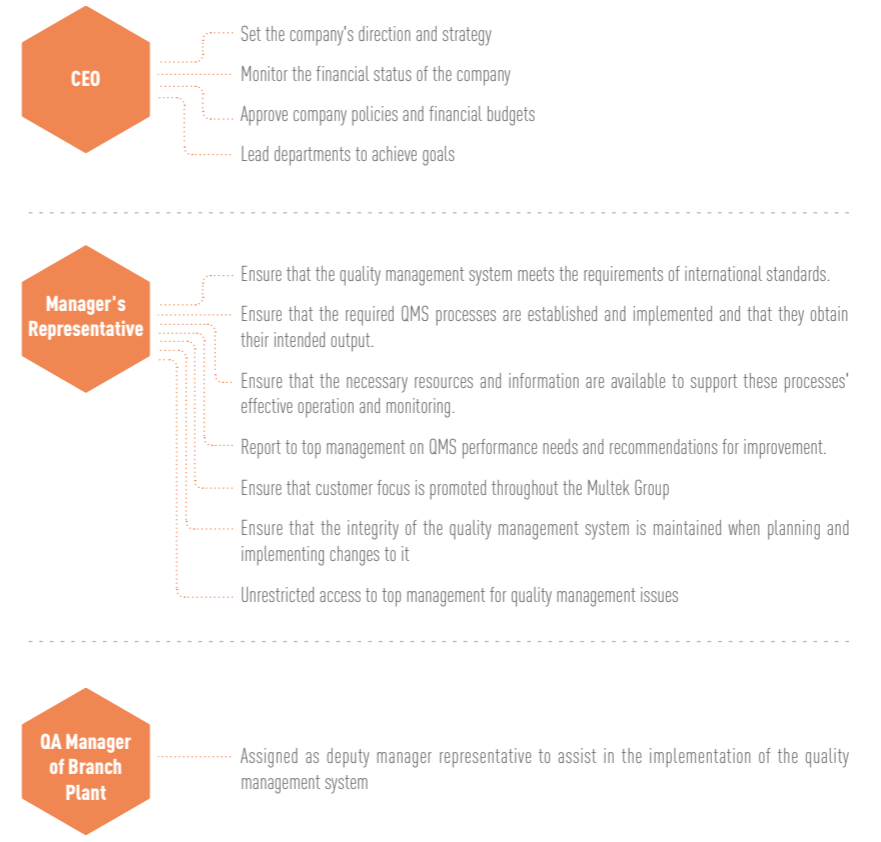 CEO
Set the company's direction and strategy
Monitor the financial status of the company
Approve company policies and financial budgets
Lead departments to achieve goals
Manager's
Representative
Ensure that the quality management system meets the requirements of international standards.
Ensure that the required QMS processes are established and implemented and that they obtain
their intended output.
Ensure that the necessary resources and information are available to support these processes'
effective operation and monitoring.
Report to top management on QMS performance needs and recommendations for improvement.
Ensure that customer focus is promoted throughout the Multek Group
Ensure that the integrity of the quality management system is maintained when planning and
implementing changes to it
Unrestricted access to top management for quality management issues
QA Manager
of Branch
Plant
Assigned as deputy manager representative to assist in the implementation of the quality
management system